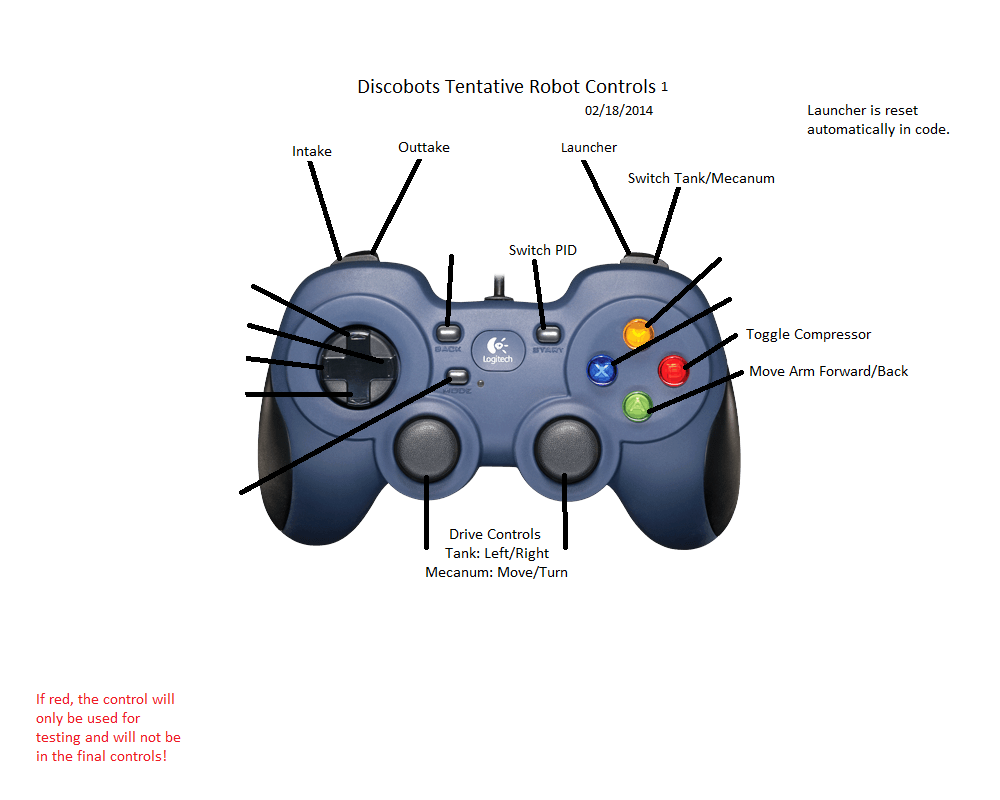 Discobots Tentative Robot Controls 1
02/18/2014
Launcher is reset
automatically in code.
Intake
Outtake
Launcher
Switch Tank/Mecanum
Switch PID
BACK
START
Logitech
MODE
Y
X
B
A
Toggle Compressor
Move Arm Forward/Back
Drive Controls
Tank: Left/Right
Mecanum: Move/Turn
If red, the control will
only be used for
testing and will not be
in the final controls!